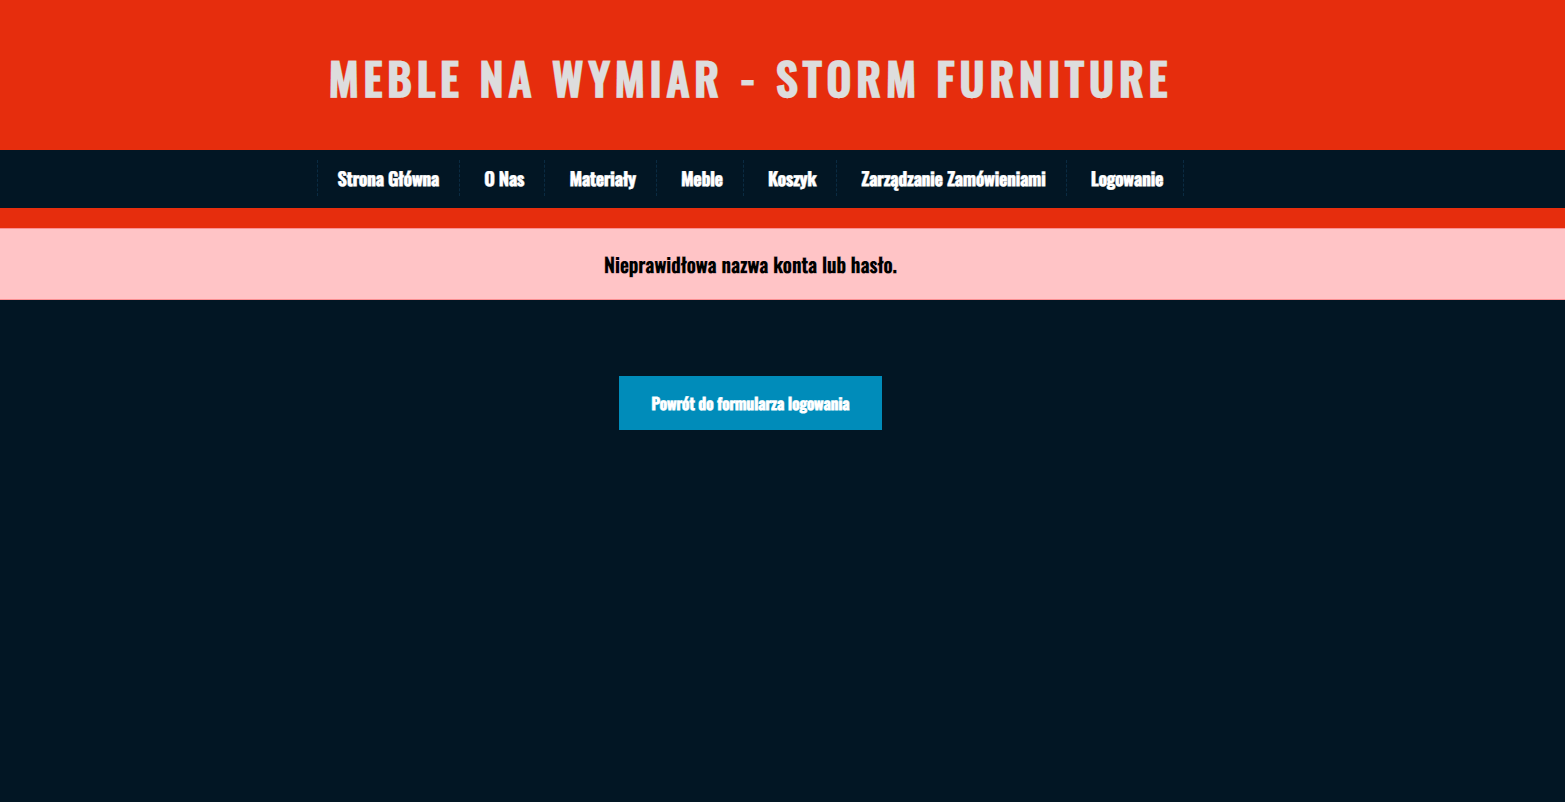 MEBLE NA WYMIAR - STORM FURNITURE
Strona Główna O Nas Materiały Meble Koszyk Zarządzanie Zamówieniami Logowanie
Nieprawidłowa nazwa konta lub hasło.
Powrót do formularza logowania